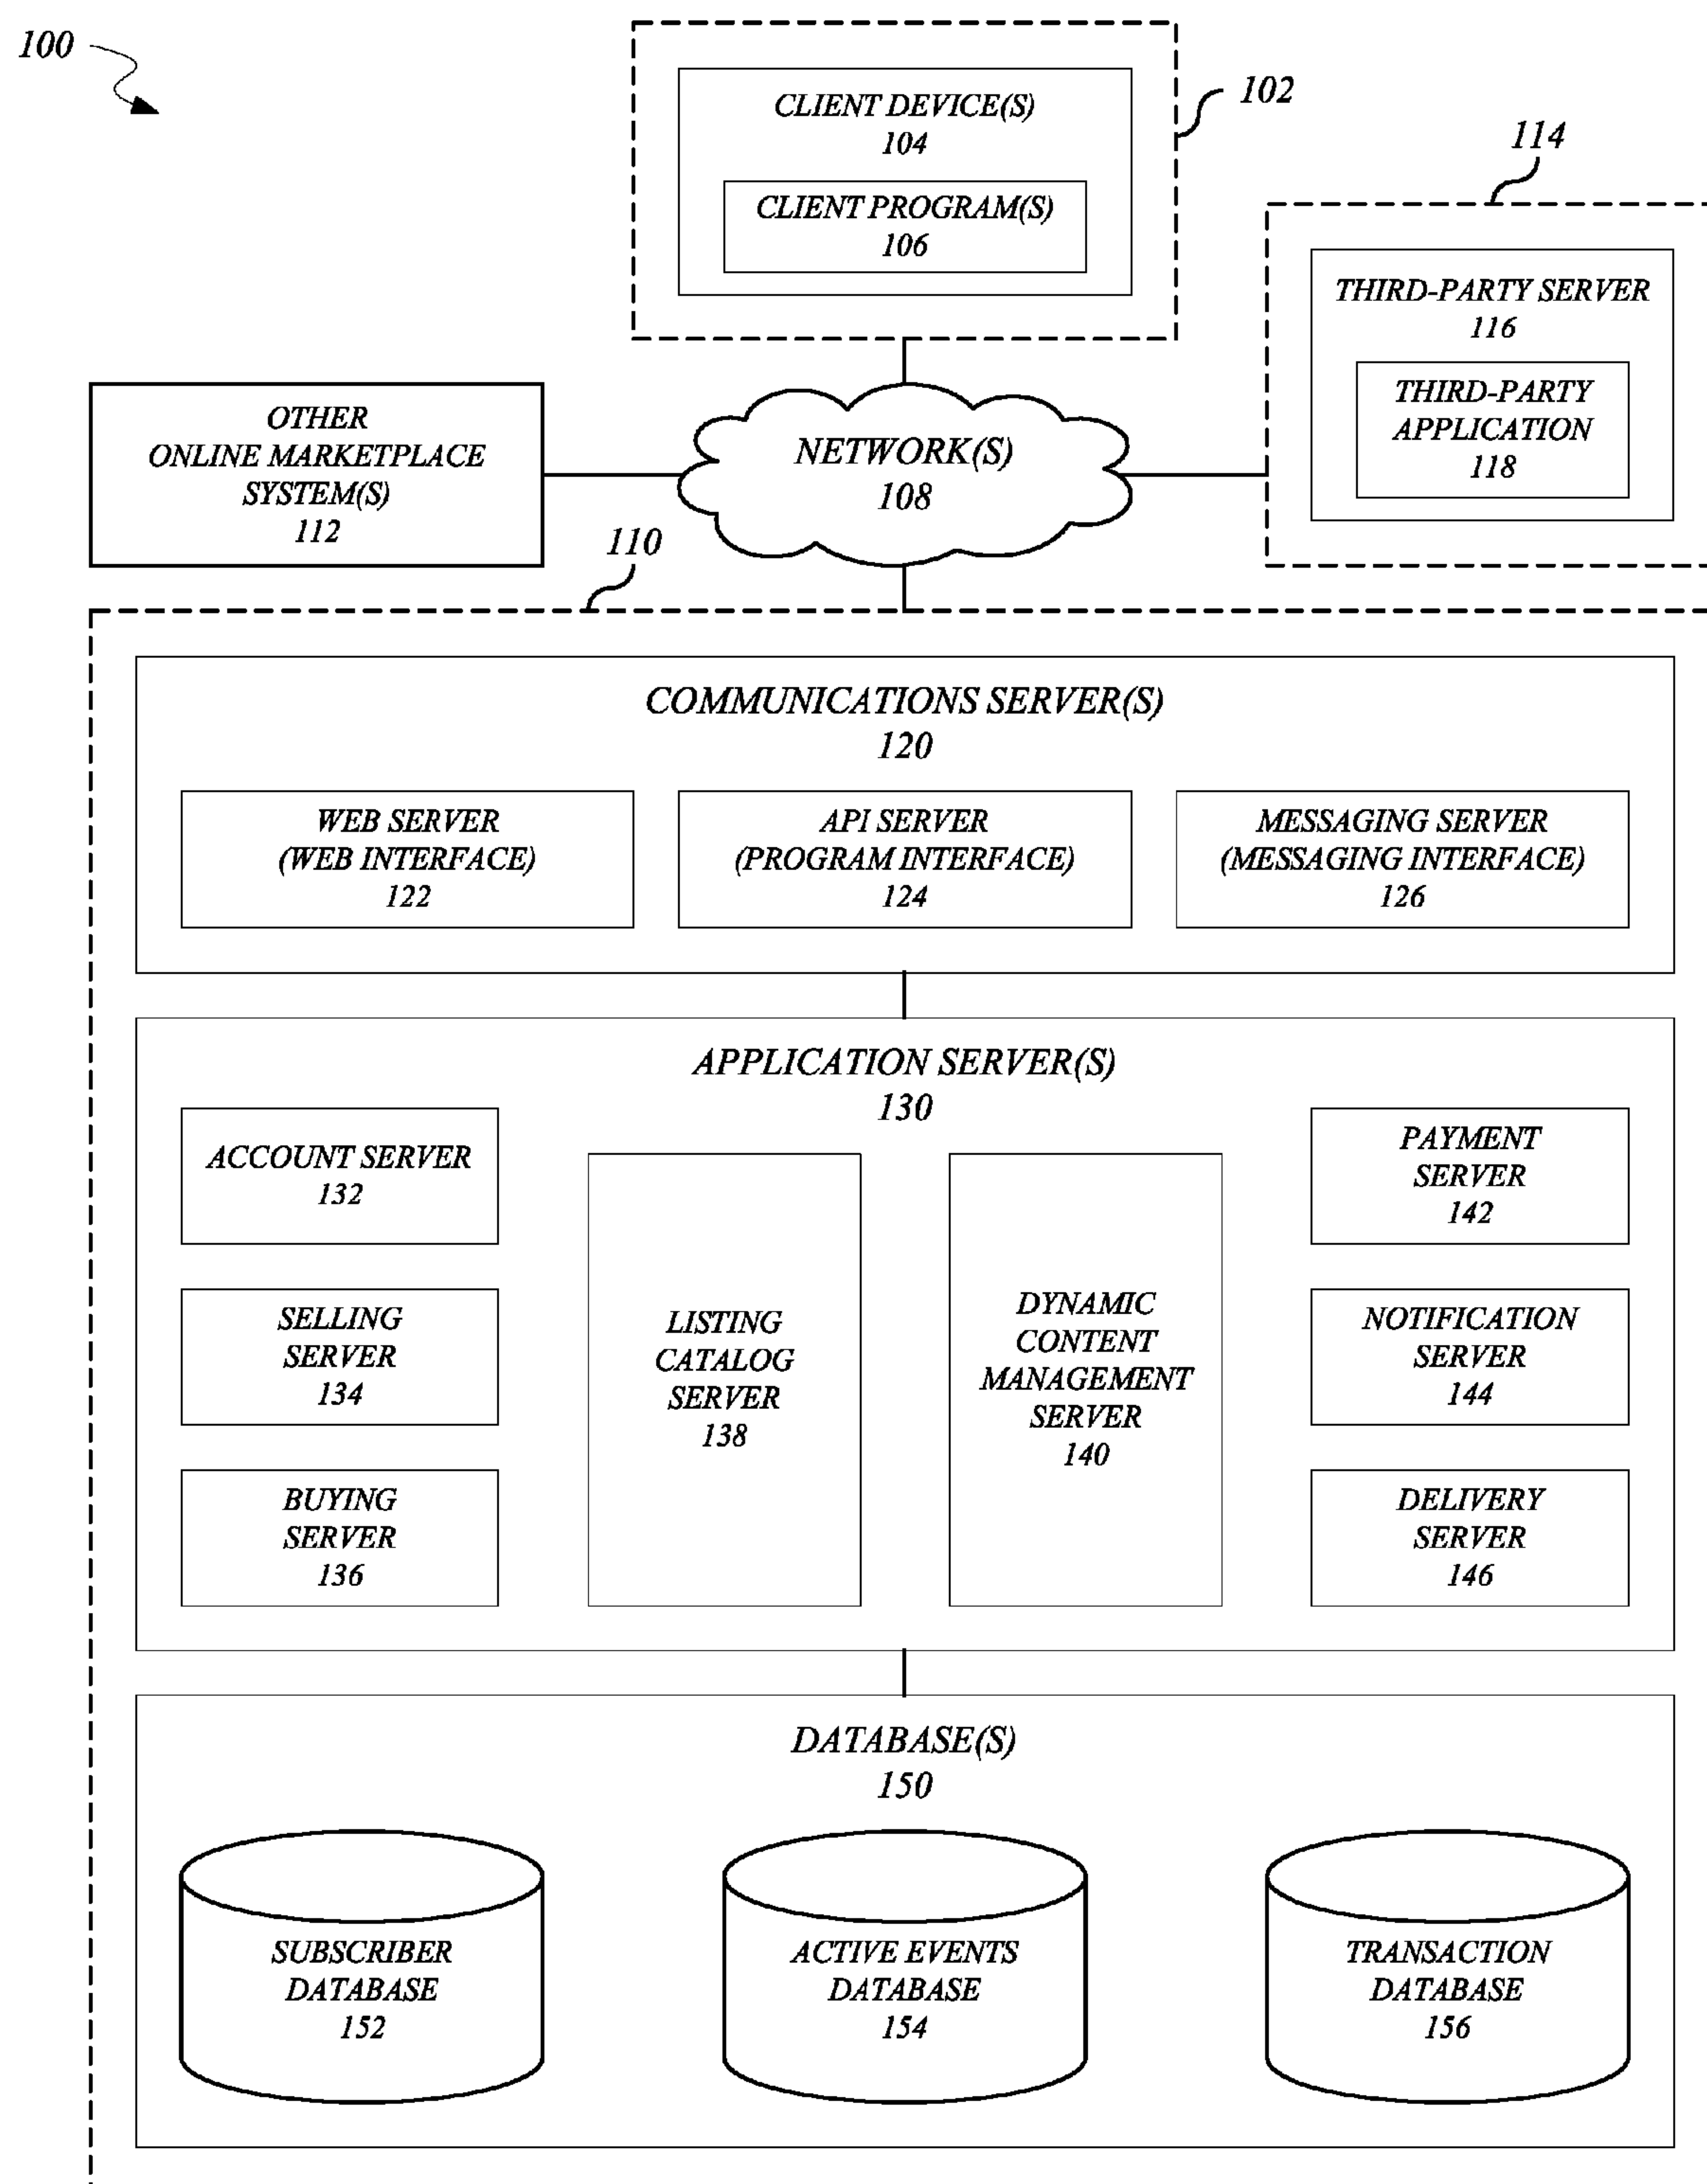 100
102
CLIENT DEVICE(S)
104
CLIENT PROGRAM(S)
106
114
THIRD-PARTY SERVER
116
THIRD-PARTY
APPLICATION
118
OTHER
ONLINE MARKETPLACE
SYSTEM(S)
112
NETWORK(S)
108
110
COMMUNICATIONS SERVER(S)
120
WEB SERVER
(WEB INTERFACE)
122
API SERVER
(PROGRAM INTERFACE)
124
MESSAGING SERVER
(MESSAGING INTERFACE)
126
APPLICATION SERVER(S)
130
ACCOUNT SERVER
132
SELLING
SERVER
134
BUYING
SERVER
136
LISTING
CATALOG
SERVER
138
DYNAMIC
CONTENT
MANAGEMENT
SERVER
140
PAYMENT
SERVER
142
NOTIFICATION
SERVER
144
DELIVERY
SERVER
146
DATABASE(S)
150
SUBSCRIBER
DATABASE
152
ACTIVE EVENTS
DATABASE
154
TRANSACTION
DATABASE
156